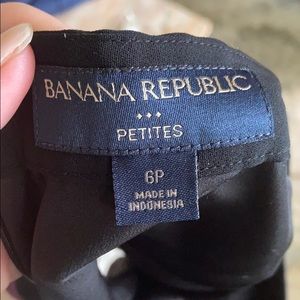 BANANA REPUBLIC
PETITES
6P
MADE IN
INDONESIA